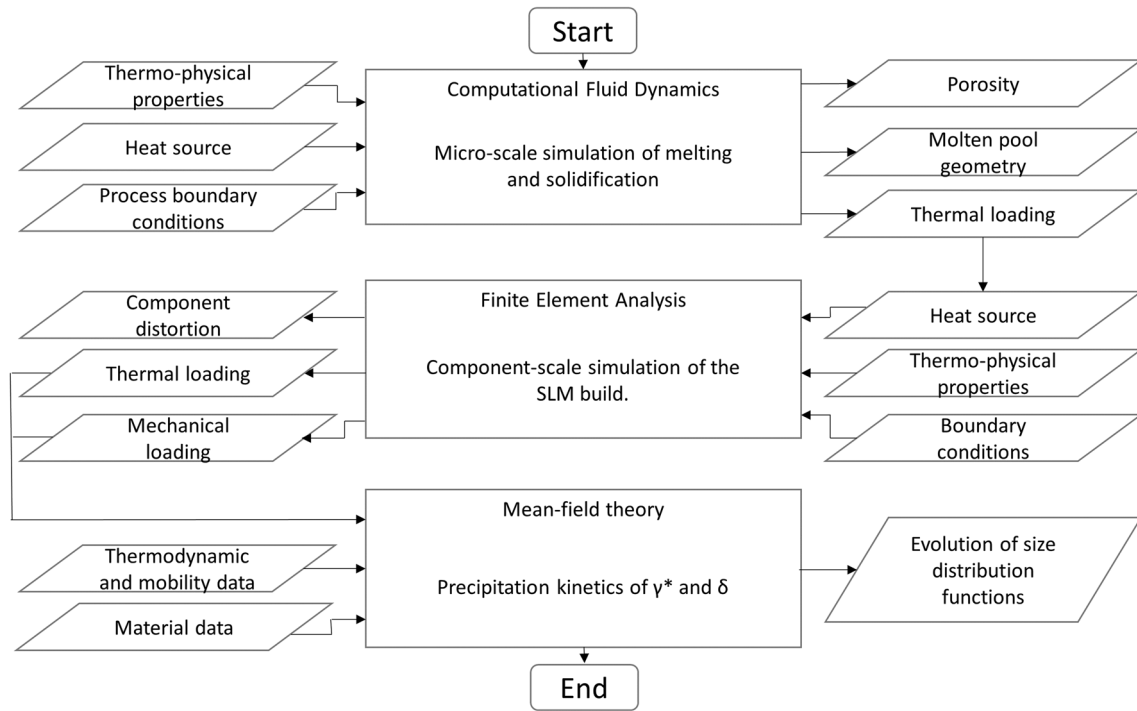 Start
Thermo-physical
properties
Heat source
Process boundary
conditions
Computational Fluid Dynamics
Micro-scale simulation of melting
and solidification
Porosity
Molten pool
geometry
Thermal loading
Component
distortion
Thermal loading
Mechanical
loading
Finite Element Analysis
Component-scale simulation of the
SLM build.
Heat source
Thermo-physical
properties
Boundary
conditions
Thermodynamic
and mobility data
Material data
Mean-field theory
Precipitation kinetics of γ* and δ
Evolution of size
distribution
functions
End